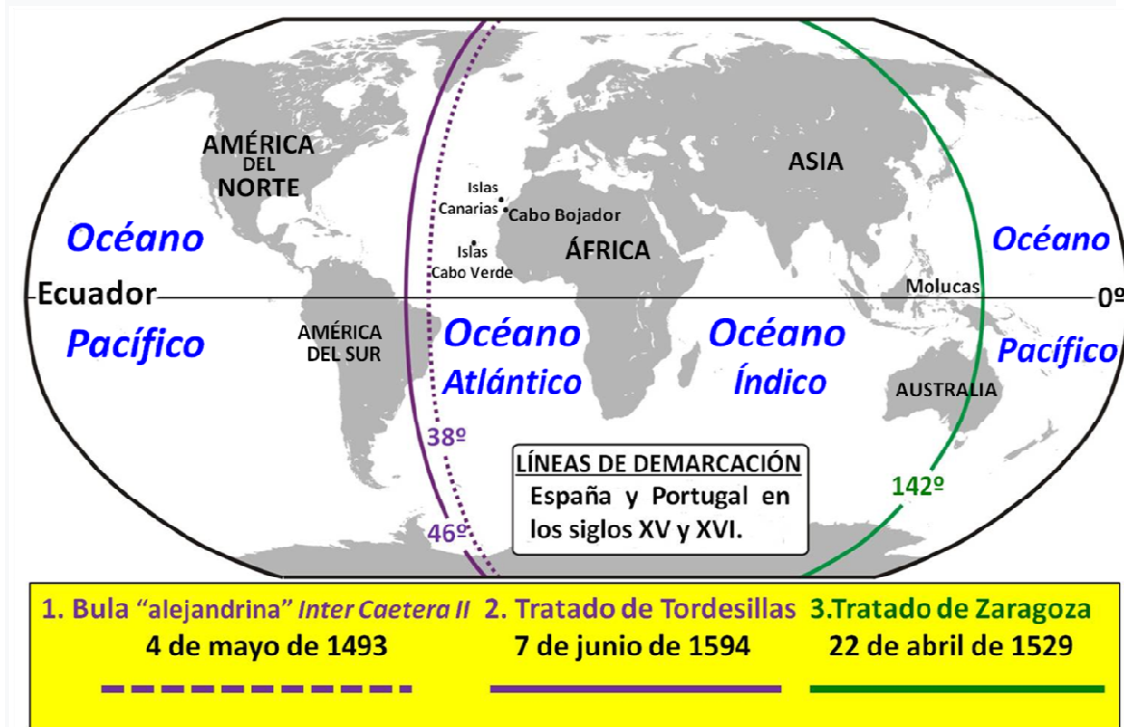 AMÉRICA
DEL
NORTE
Océano
Pacífico
Ecuador
AMÉRICA
DEL SUR
Islas
Canarias
Cabo Bojador
Islas
Cabo Verde
ÁFRICA
ASIA
Océano
Atlántico
Océano
Índico
Molucas
AUSTRALIA
Océano
0º
Pacífico
38º
46º
142º
LÍNEAS DE DEMARCACIÓN
España y Portugal en
los siglos XV y XVI.
1. Bula “alejandrina” Inter Caetera II
4 de mayo de 1493
2. Tratado de Tordesillas
7 de junio de 1594
3.Tratado de Zaragoza
22 de abril de 1529